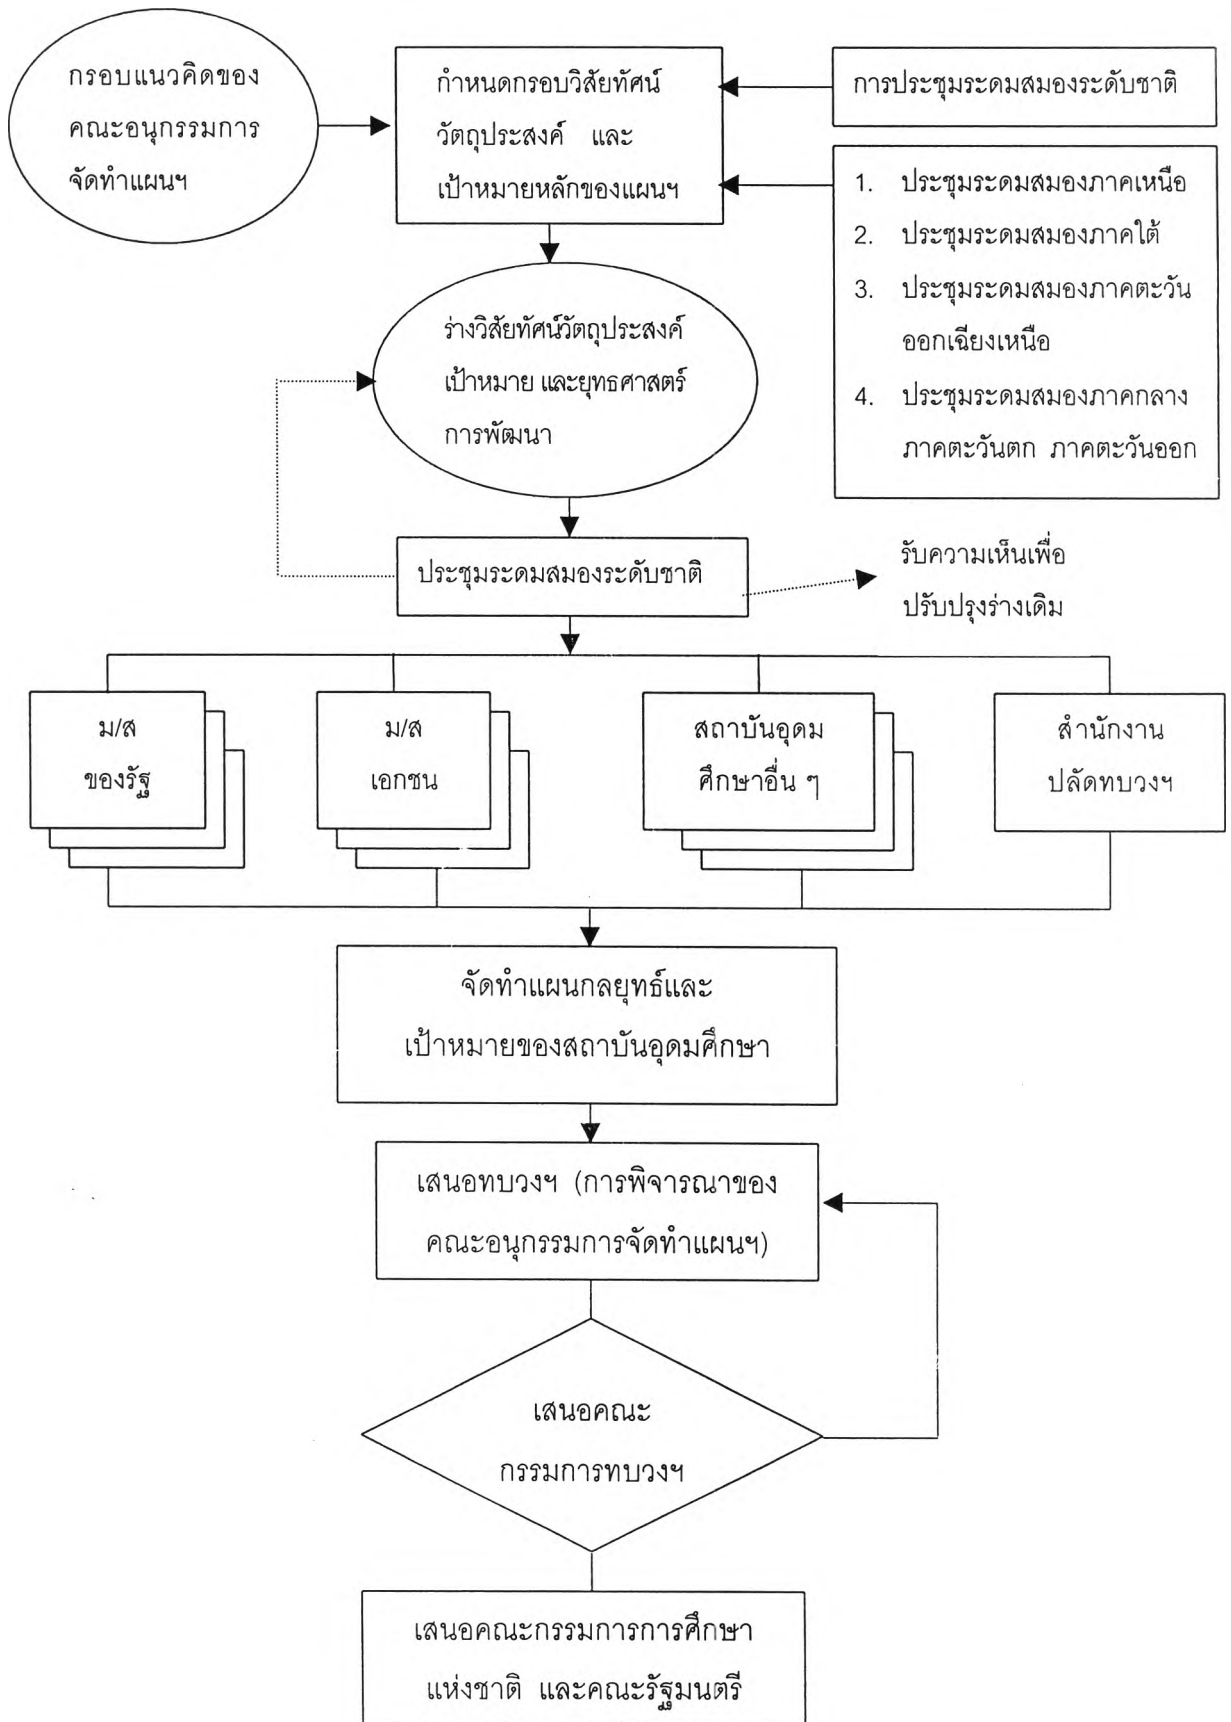 กรอบแนวคิดของ
คณะอนุกรรมการ
จัดทำแผนฯ
กำหนดกรอบวิสัยทัศน์
วัตถุประสงค์ และ
เป้าหมายหลักของแผนฯ
การประชุมระดมสมองระดับชาติ
1. ประชุมระดมสมองภาคเหนือ
2. ประชุมระดมสมองภาคใต้
3. ประชุมระดมสมองภาคตะวัน
ออกเฉียงเหนือ
4. ประชุมระดมสมองภาคกลาง
ภาคตะวันตก ภาคตะวันออก
ร่างวิสัยทัศน์วัตถุประสงค์
เป้าหมาย และยุทธศาสตร์
การพัฒนา
ประชุมระดมสมองระดับชาติ
รับความเห็นเพื่อ
ปรับปรุงร่างเดิม
ม/ส
ของรัฐ
ม/ส
เอกชน
สถาบันอุดม
ศึกษาอื่น ๆ
สำนักงาน
ปลัดทบวงฯ
จัดทำแผนกลยุทธ์และ
เป้าหมายของสถาบันอุดมศึกษา
เสนอทบวงฯ (การพิจารณาของ
คณะอนุกรรมการจัดทำแผนฯ)
เสนอคณะ
กรรมการทบวงฯ
เสนอคณะกรรมการการศึกษา
แห่งชาติ และคณะรัฐมนตรี